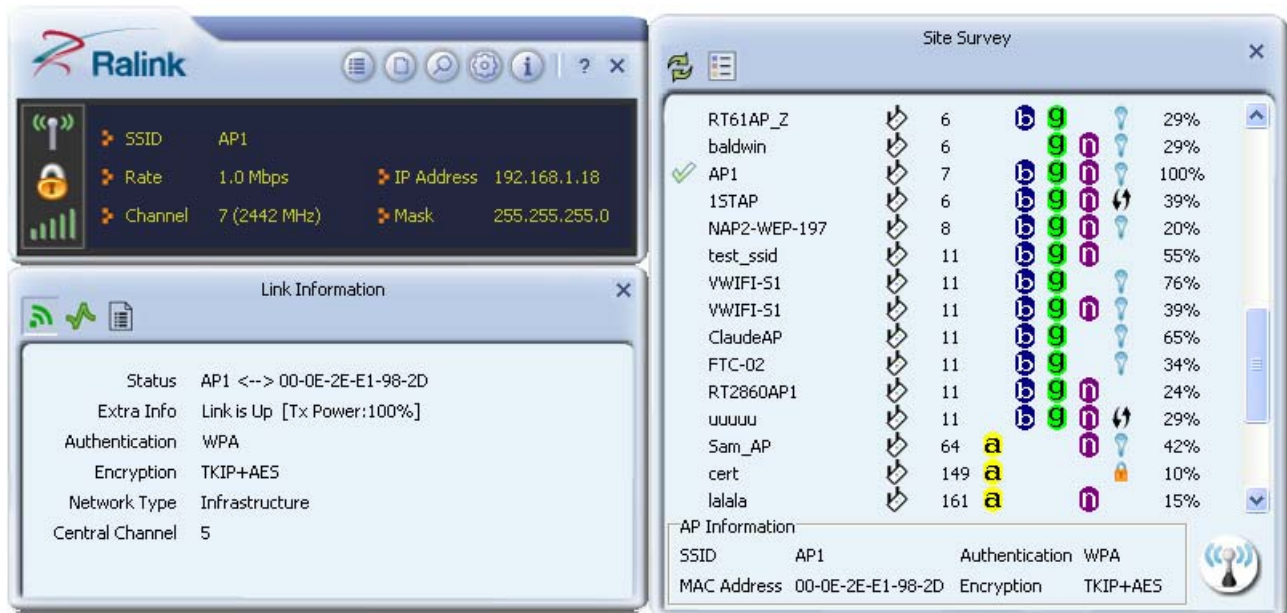 Ralink
? ×
SSID AP1
Rate 1.0 Mbps IP Address 192.168.1.18
Channel 7 (2442 MHz) Mask 255.255.255.0
Link Information ×
Status AP1 <--> 00-0E-2E-E1-98-2D
Extra Info Link is Up [Tx Power:100%]
Authentication WPA
Encryption TKIP+AES
Network Type Infrastructure
Central Channel 5
Site Survey ×
RT61AP_Z 6 b g 29%
baldwin 6 g n 29%
AP1 7 b g n 100%
1STAP 6 b g n 39%
NAP2-WEP-197 8 b g n 20%
test_ssid 11 b g n 55%
VWIFI-S1 11 b g 76%
VWIFI-S1 11 b g n 39%
ClaudeAP 11 b g 65%
FTC-02 11 b g 34%
RT2860AP1 11 b g n 24%
uuuuu 11 b g n 29%
Sam_AP 64 a n 42%
cert 149 a 10%
lalala 161 a n 15%
AP Information
SSID AP1 Authentication WPA
MAC Address 00-0E-2E-E1-98-2D Encryption TKIP+AES